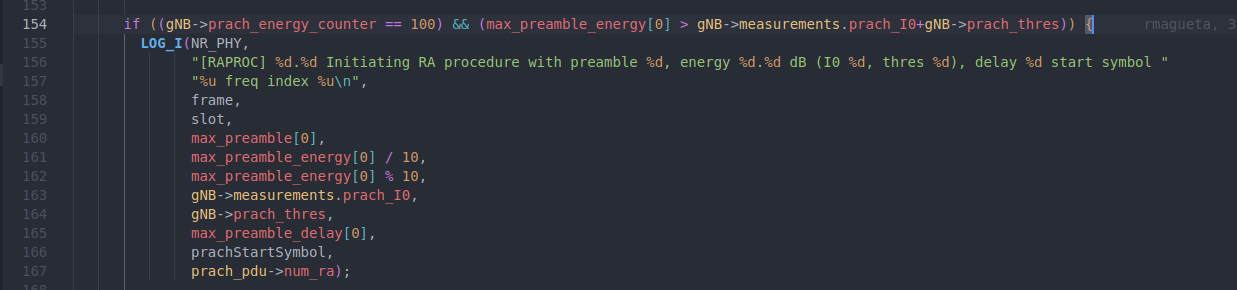 153
154 if ((gNB->prach_energy_counter == 100) && (max_preamble_energy[0] > gNB->measurements.prach_I0+gNB->prach_thres)) { rmagueta, 3
155 LOG_I(NR_PHY,
156 "[RAPROC] %d.%d Initiating RA procedure with preamble %d, energy %d.%d dB (I0 %d, thres %d), delay %d start symbol "
157 "%u freq index %u\n",
158 frame,
159 slot,
160 max_preamble[0],
161 max_preamble_energy[0] / 10,
162 max_preamble_energy[0] % 10,
163 gNB->measurements.prach_I0,
164 gNB->prach_thres,
165 max_preamble_delay[0],
166 prachStartSymbol,
167 prach_pdu->num_ra);
168